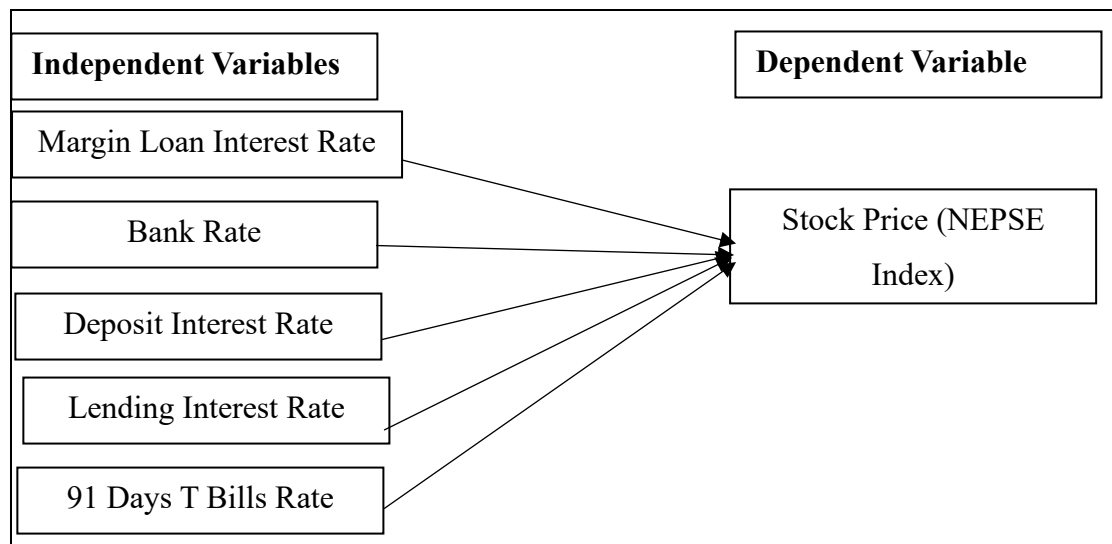 Independent Variables
Dependent Variable
Margin Loan Interest Rate
Bank Rate
Stock Price (NEPSE
Index)
Deposit Interest Rate
Lending Interest Rate
91 Days T Bills Rate